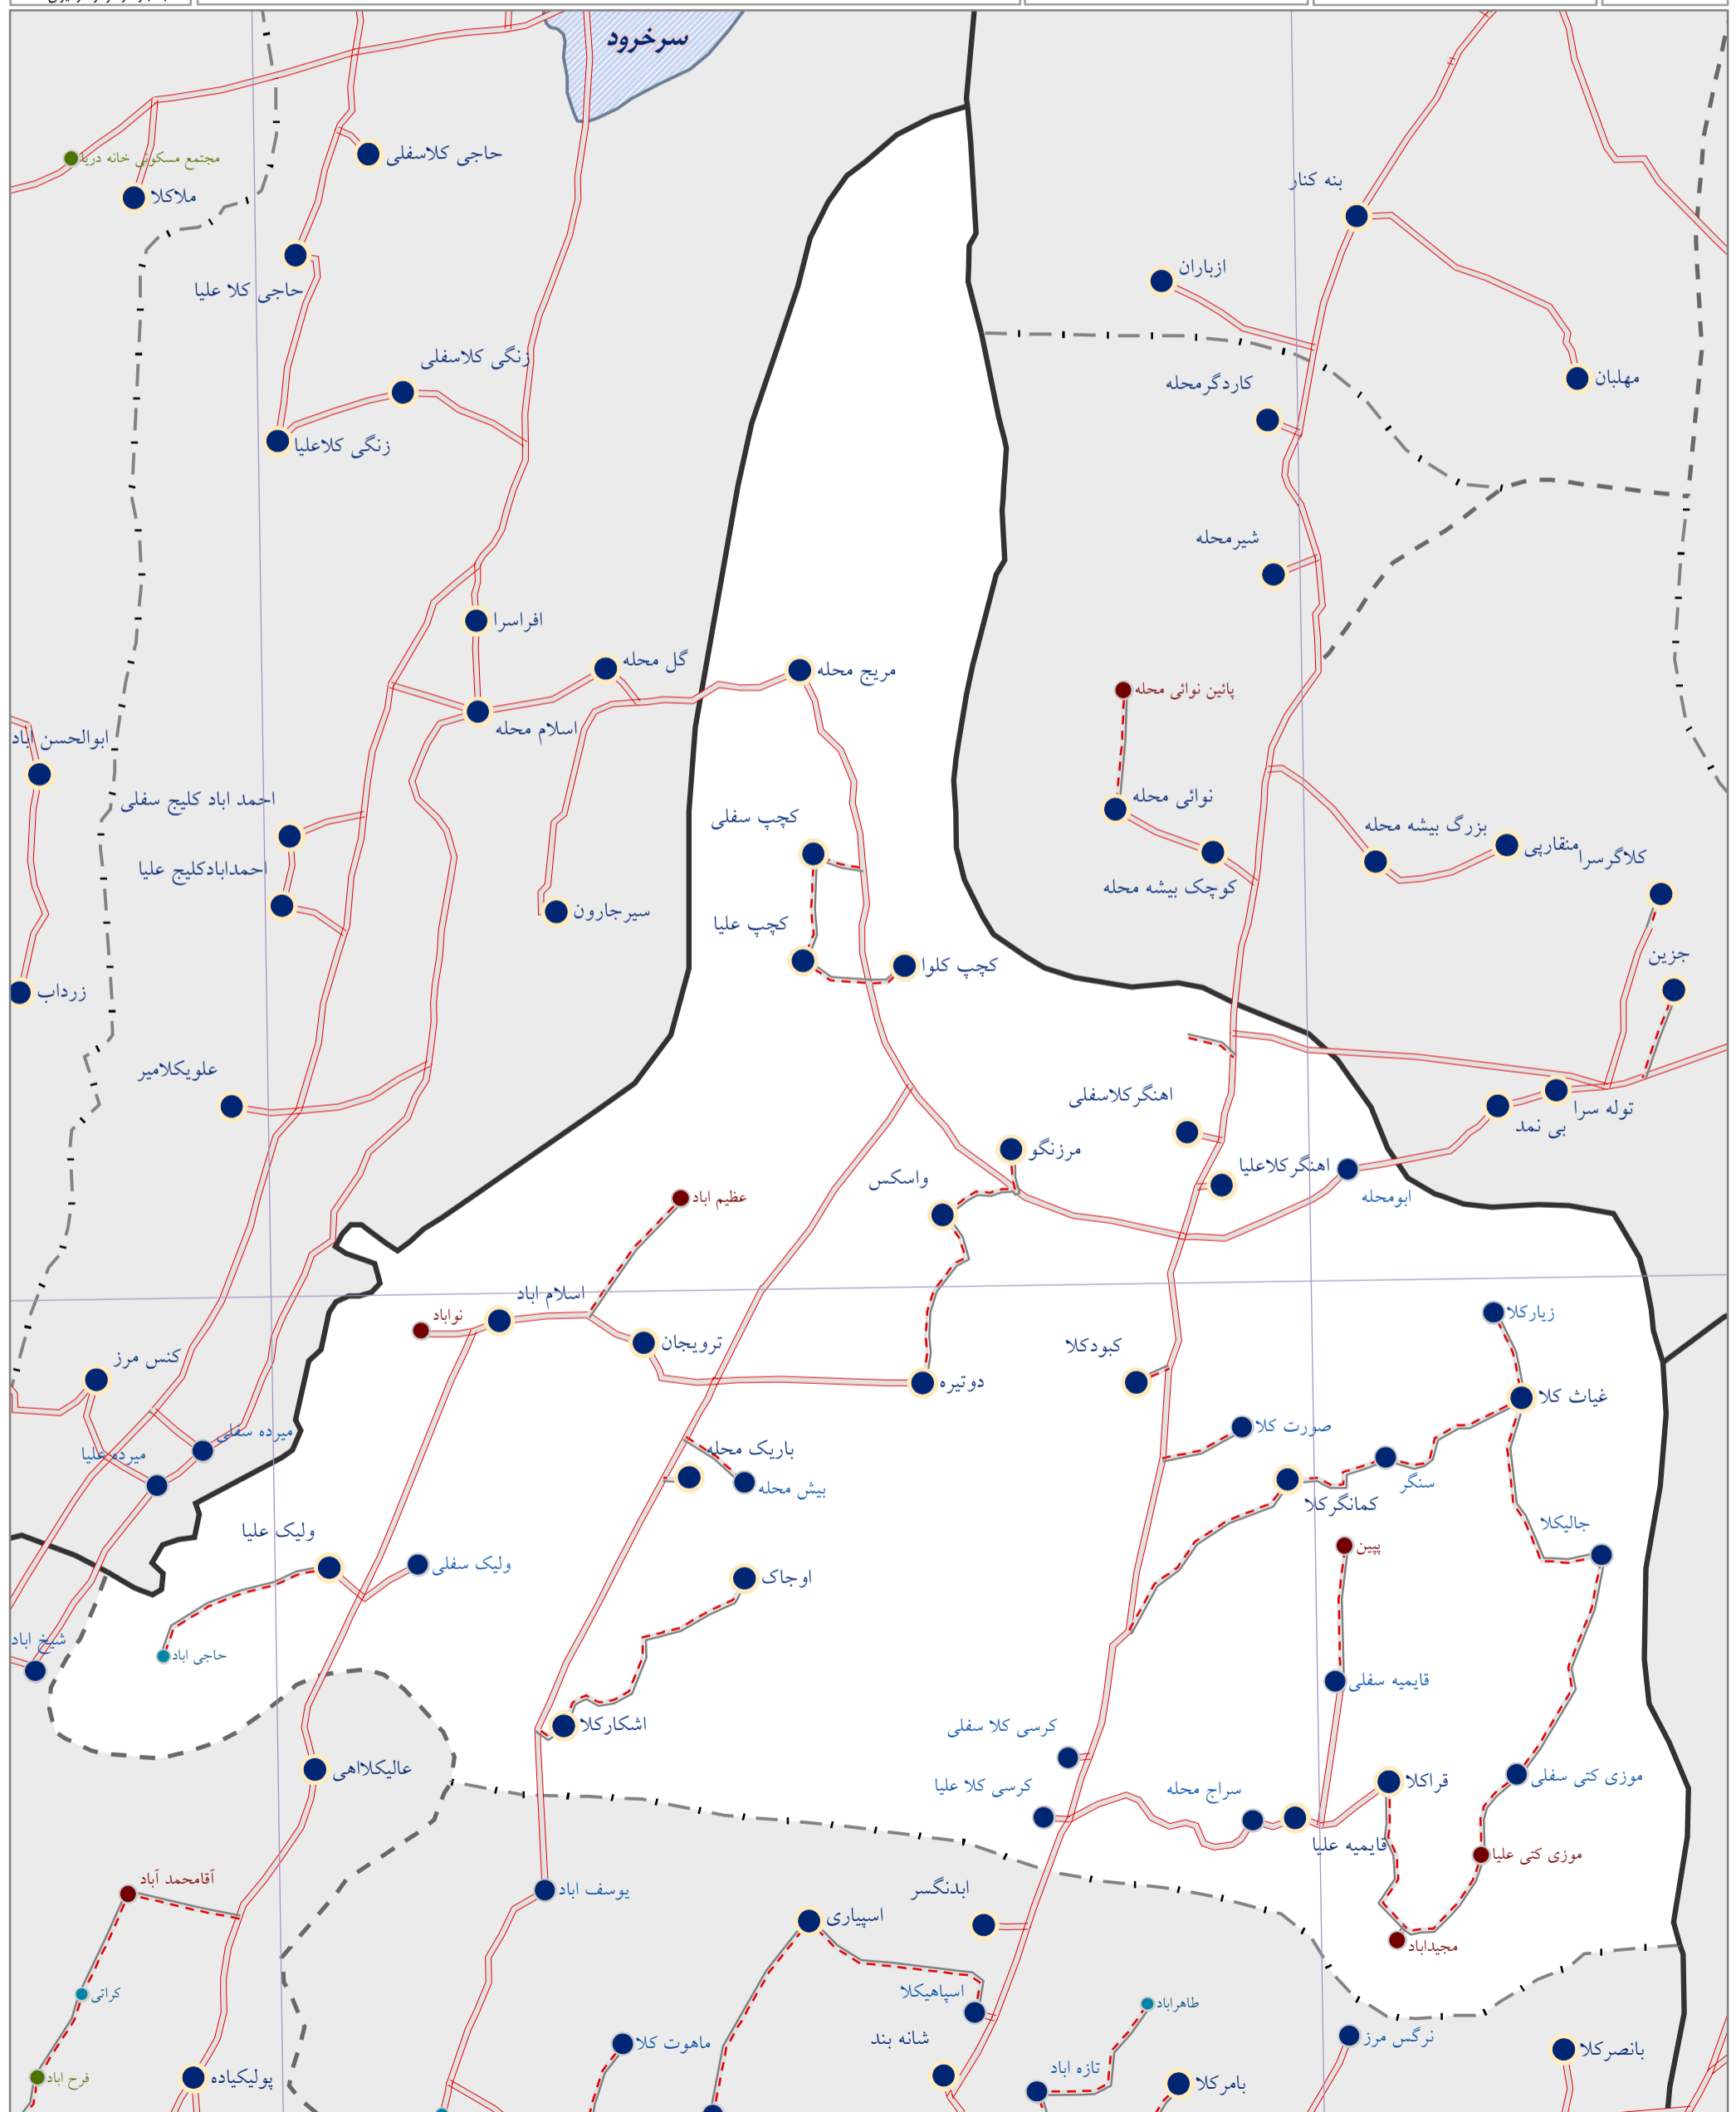 سرخرود
حاجی کلاسفلی
مجتمع مسکونی خانه دریا
ملاکلا
بنه کنار
ازباران
حاجی کلا علیا
زنگی کلاسفلی
مهلبان
کاردگرمحله
زنگی کلاعلیا
شیرمحله
افراسرا
گل محله
مریج محله
پائین نوائی محله
اسلام محله
ابوالحسن اباد
نوائی محله
احمد اباد کلیج سفلی
کچپ سفلی
بزرگ بیشه محله
منقارپی
کلاگرسرا
احمدابادکلیج علیا
کوچک بیشه محله
سیرجارون
کچپ علیا
کچپ کلوا
جزین
زرداب
علویکلامیر
اهنگرکلاسفلی
توله سرا
بی نمد
مرزنگو
اهنگرکلاعلیا
واسکس
ابومحله
عظیم اباد
اسلام اباد
نواباد
زیارکلا
ترویجان
کبودکلا
کنس مرز
دوتیره
غیاث کلا
میرده سفلی
صورت کلا
میرده علیا
باریک محله
بیش محله
سنگر
کمانگرکلا
ولیک علیا
جالیکلا
پپین
ولیک سفلی
اوجاک
شیخ اباد
حاجی اباد
قایمیه سفلی
اشکارکلا
کرسی کلا سفلی
عالیکلااهی
موزی کتی سفلی
قراکلا
کرسی کلا علیا
سراج محله
قایمیه علیا
موزی کتی علیا
آقامحمد آباد
یوسف اباد
ابدنگسر
اسپیاری
مجیداباد
کراتی
اسپاهیکلا
طاهراباد
شانه بند
نرگس مرز
ماهوت کلا
بانصرکلا
تازه اباد
فرح اباد
پولیکیاده
بامرکلا